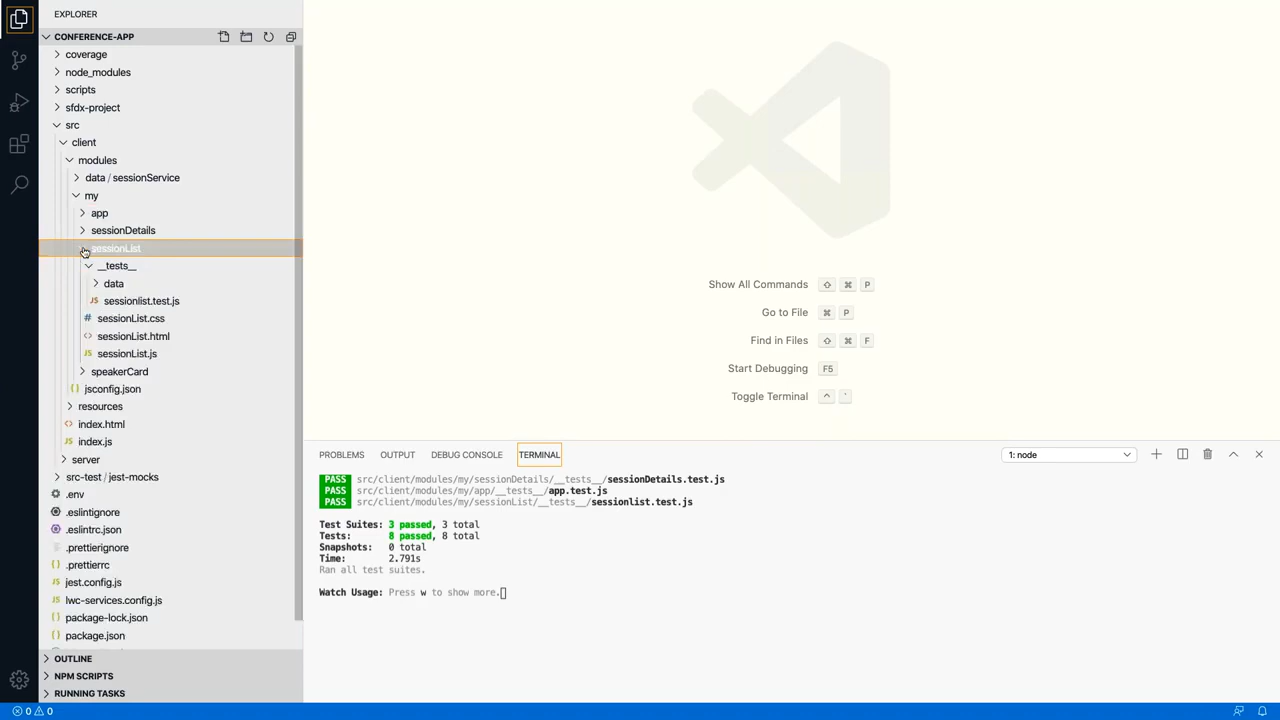 EXPLORER
CONFERENCE-APP
coverage
node_modules
scripts
sfdx-project
src
client
modules
data / sessionService
my
app
sessionDetails
sessionList
__tests__
data
JS sessionlist.test.js
# sessionList.css
<> sessionList.html
JS sessionList.js
speakerCard
{} jsconfig.json
resources
<> index.html
JS index.js
server
src-test / jest-mocks
.env
.eslintignore
.eslintrc.json
.prettierignore
{} .prettierrc
JS jest.config.js
JS lwc-services.config.js
{} package-lock.json
{} package.json
OUTLINE
NPM SCRIPTS
RUNNING TASKS
0 0
Show All Commands ⇧ ⌘ P
Go to File ⌘ P
Find in Files ⇧ ⌘ F
Start Debugging F5
Toggle Terminal ^ `
PROBLEMS OUTPUT DEBUG CONSOLE TERMINAL 1: node
PASS src/client/modules/my/sessionDetails/__tests__/sessionDetails.test.js
PASS src/client/modules/my/app/__tests__/app.test.js
PASS src/client/modules/my/sessionList/__tests__/sessionlist.test.js
Test Suites: 3 passed, 3 total
Tests: 8 passed, 8 total
Snapshots: 0 total
Time: 2.791s
Ran all test suites.
Watch Usage: Press w to show more.